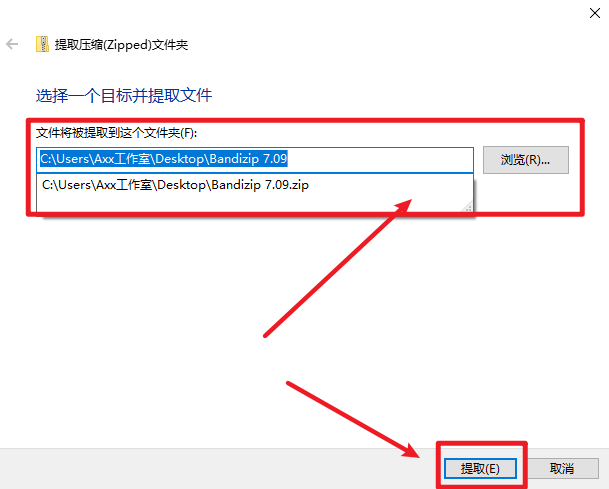 提取压缩(Zipped)文件夹
选择一个目标并提取文件
文件将被提取到这个文件夹(F):
C:\Users\Axx工作室\Desktop\Bandizip 7.09
浏览(R)...
C:\Users\Axx工作室\Desktop\Bandizip 7.09.zip
提取(E)
取消